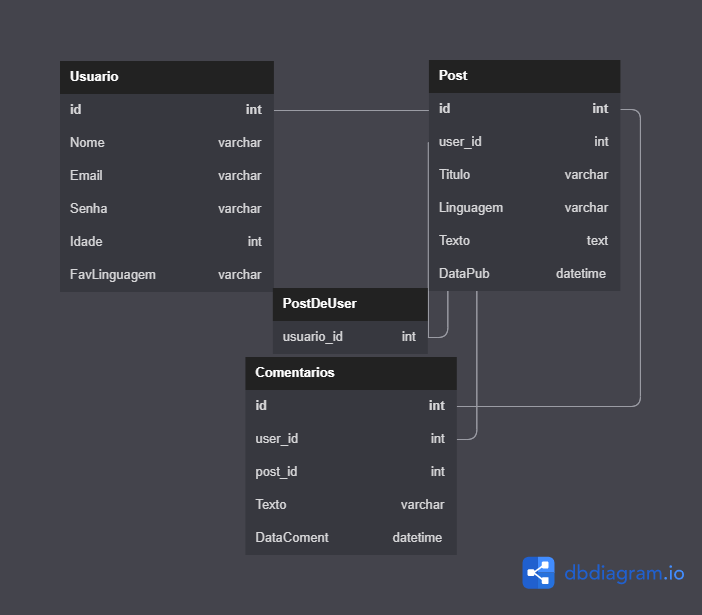 Usuario
id int
Nome varchar
Email varchar
Senha varchar
Idade int
FavLinguagem varchar
Post
id int
user_id int
Titulo varchar
Linguagem varchar
Texto text
DataPub datetime
PostDeUser
usuario_id int
Comentarios
id int
user_id int
post_id int
Texto varchar
DataComent datetime
dbdiagram.io